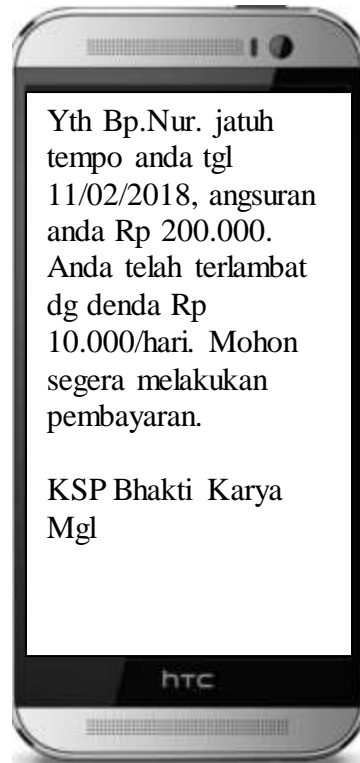 Yth Bp.Nur. jatuh
tempo anda tgl
11/02/2018, angsuran
anda Rp 200.000.
Anda telah terlambat
dg denda Rp
10.000/hari. Mohon
segera melakukan
pembayaran.
KSP Bhakti Karya
Mgl
hTC